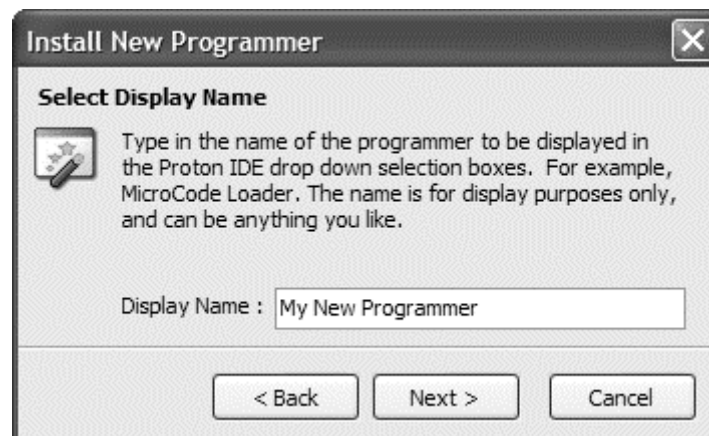 Install New Programmer
Select Display Name
Type in the name of the programmer to be displayed in
the Proton IDE drop down selection boxes.  For example,
MicroCode Loader. The name is for display purposes only,
and can be anything you like.
Display Name : My New Programmer
< Back Next > Cancel